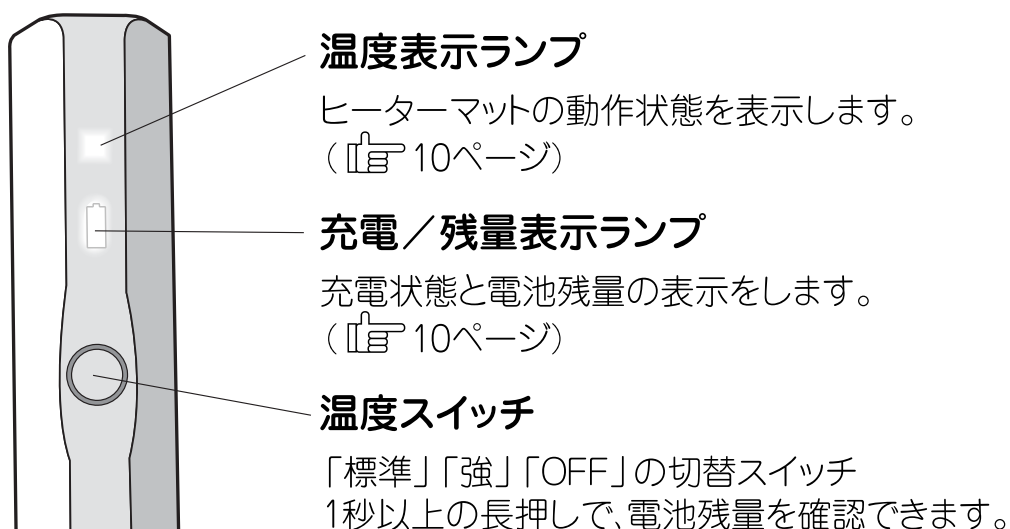 温度表示ランプ
ヒーターマットの動作状態を表示します。
（☞10ページ）
充電／残量表示ランプ
充電状態と電池残量の表示をします。
（☞10ページ）
温度スイッチ
「標準」「強」「OFF」の切替スイッチ
1秒以上の長押しで、電池残量を確認できます。